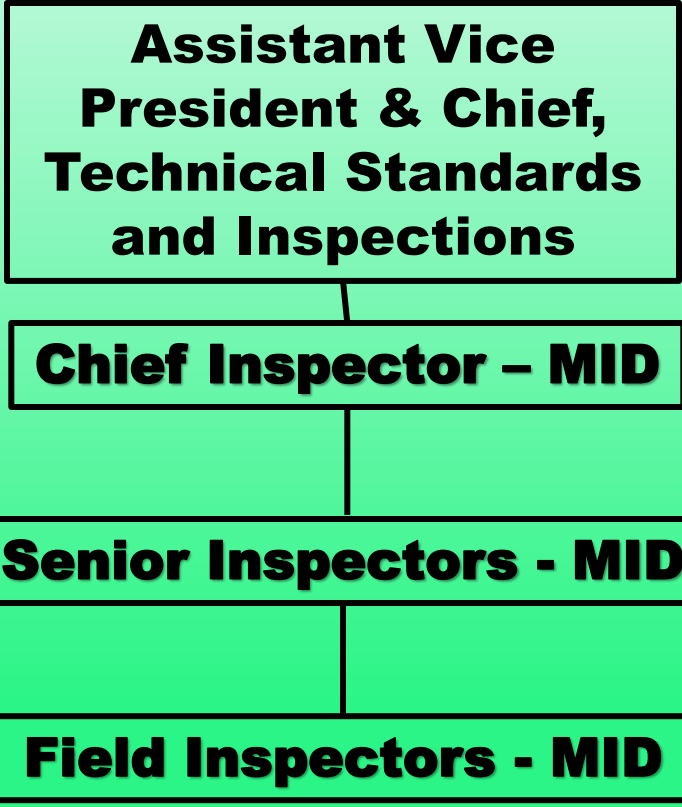 Assistant Vice
President & Chief,
Technical Standards
and Inspections
Chief Inspector – MID
Senior Inspectors - MID
Field Inspectors - MID